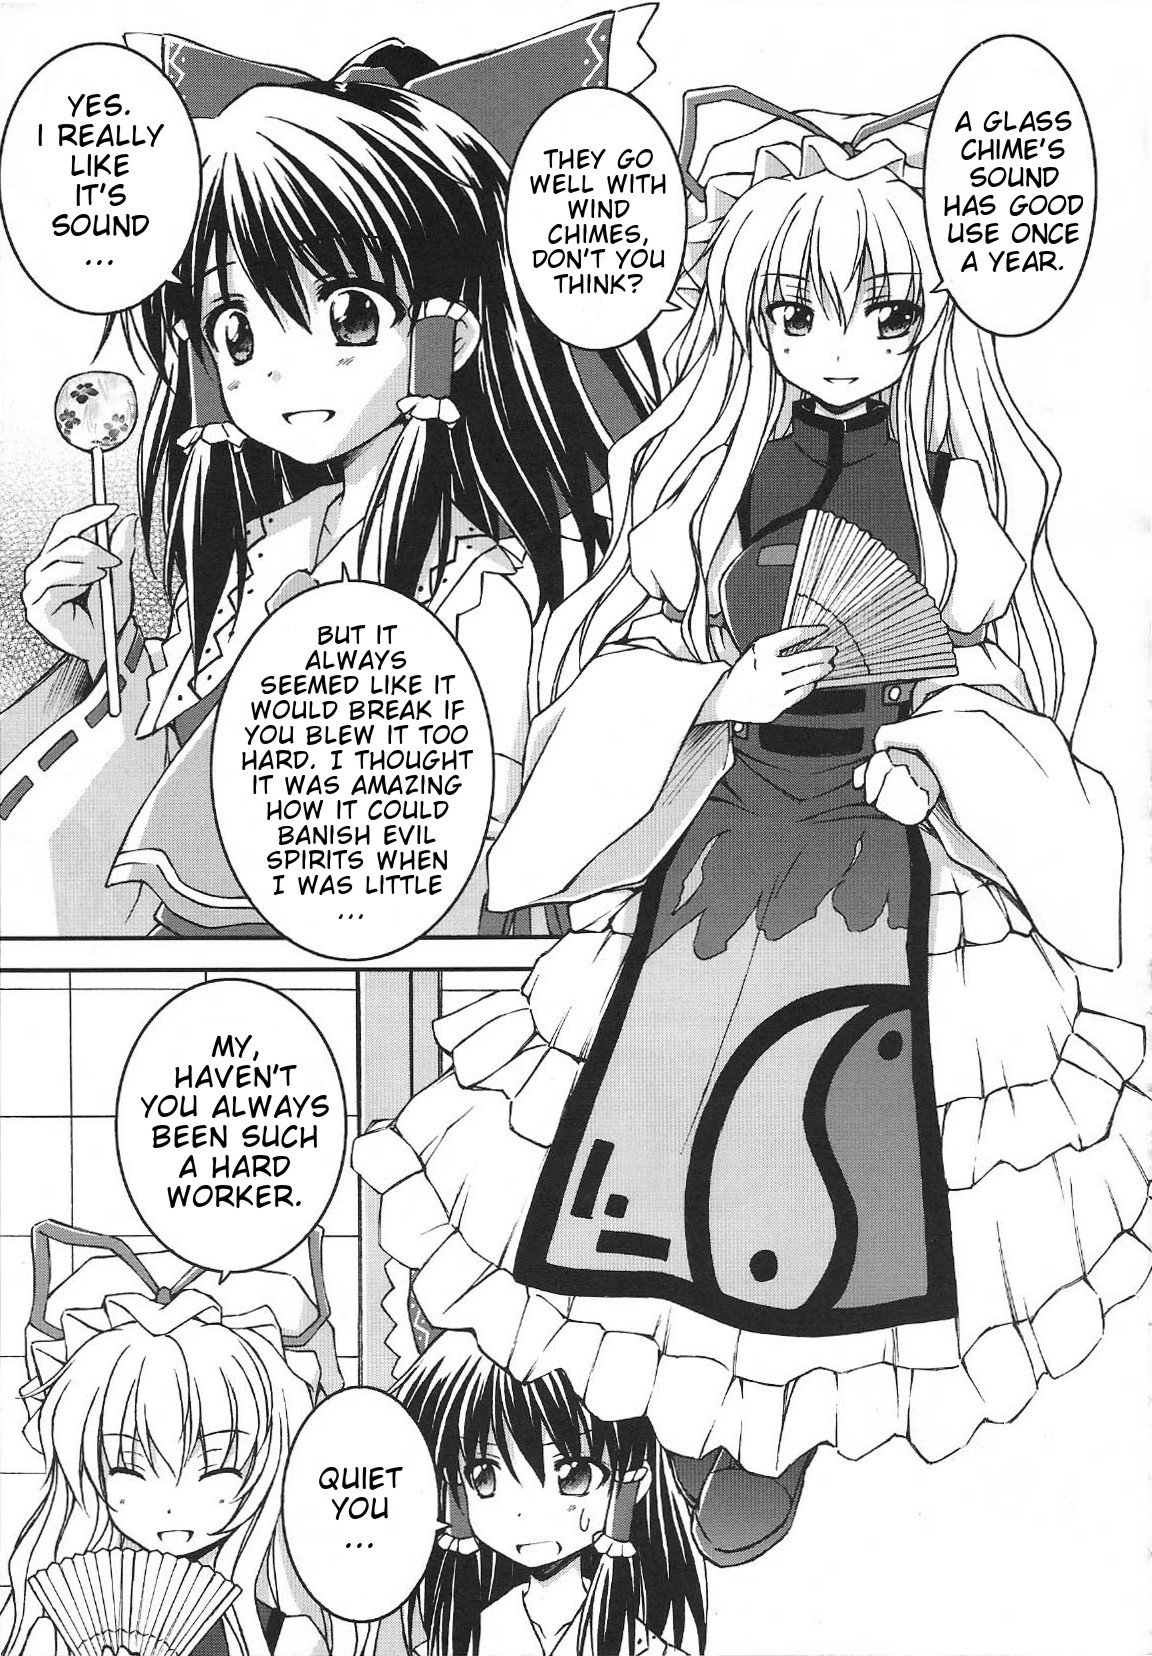 A GLASS
CHIME'S
SOUND
HAS GOOD
USE ONCE
A YEAR.
THEY GO
WELL WITH
WIND
CHIMES,
DON'T YOU
THINK?
YES.
I REALLY
LIKE
IT'S
SOUND
...
BUT IT
ALWAYS
SEEMED LIKE IT
WOULD BREAK IF
YOU BLEW IT TOO
HARD. I THOUGHT
IT WAS AMAZING
HOW IT COULD
BANISH EVIL
SPIRITS WHEN
I WAS LITTLE
...
MY,
HAVEN'T
YOU ALWAYS
BEEN SUCH
A HARD
WORKER.
QUIET
YOU
...